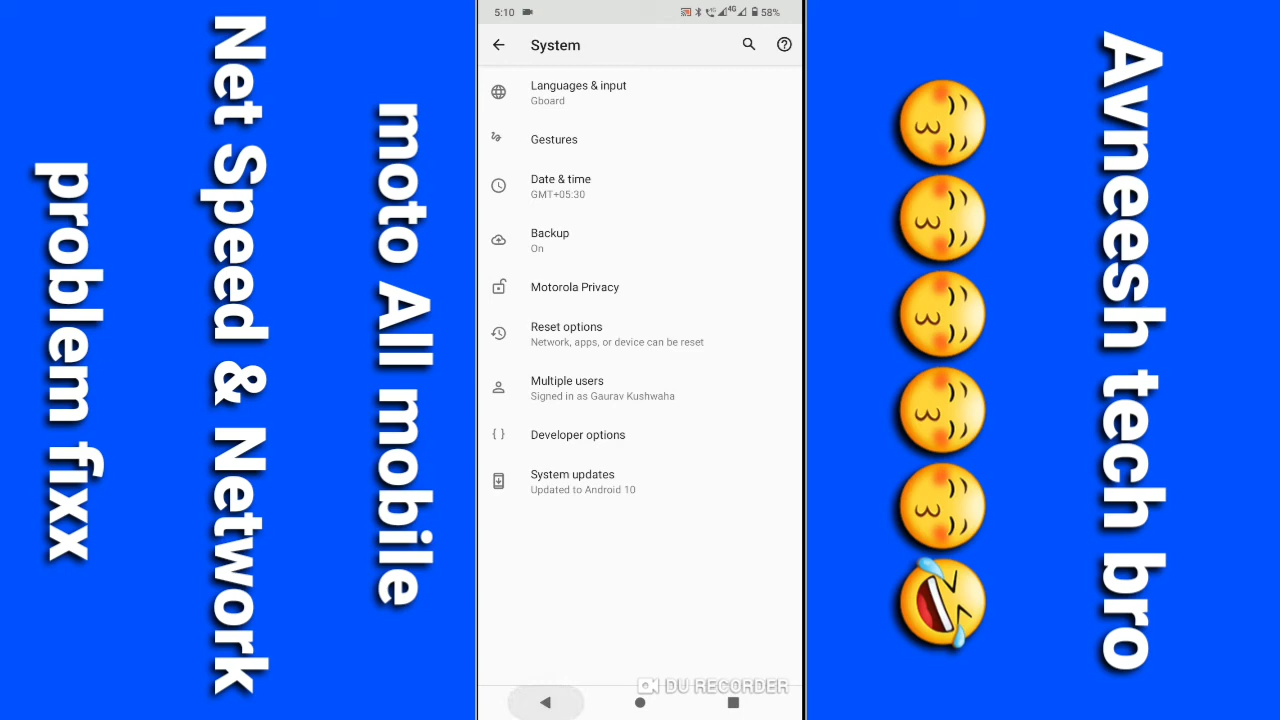 problem fixx
Net Speed & Network
moto All mobile
5:10
4G
58%
System
Languages & input
Gboard
Gestures
Date & time
GMT+05:30
Backup
On
Motorola Privacy
Reset options
Network, apps, or device can be reset
Multiple users
Signed in as Gaurav Kushwaha
{ } Developer options
System updates
Updated to Android 10
DU RECORDER
Avneesh tech bro